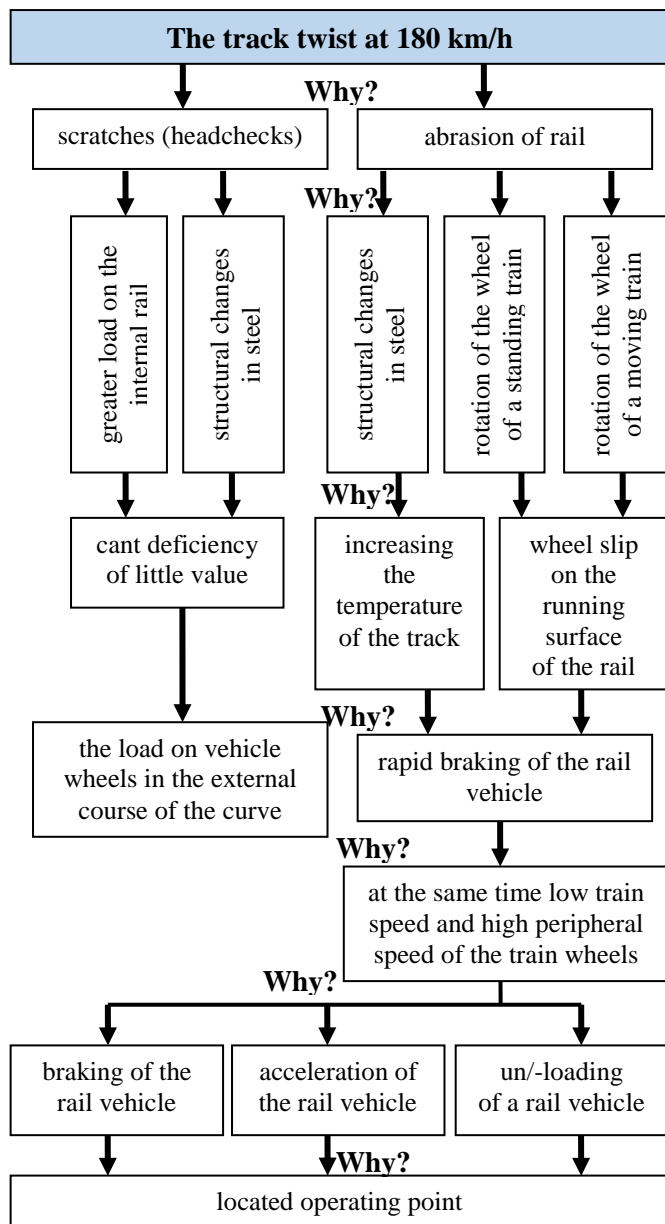 The track twist at 180 km/h
Why?
scratches (headchecks)
abrasion of rail
Why?
greater load on the
internal rail
structural changes
in steel
structural changes
in steel
rotation of the wheel
of a standing train
rotation of the wheel
of a moving train
Why?
cant deficiency
of little value
increasing
the
temperature
of the track
wheel slip
on the
running
surface
of the rail
Why?
the load on vehicle
wheels in the external
course of the curve
rapid braking of the rail
vehicle
Why?
at the same time low train
speed and high peripheral
speed of the train wheels
Why?
braking of the
rail vehicle
acceleration of
the rail vehicle
un/-loading
of a rail vehicle
Why?
located operating point